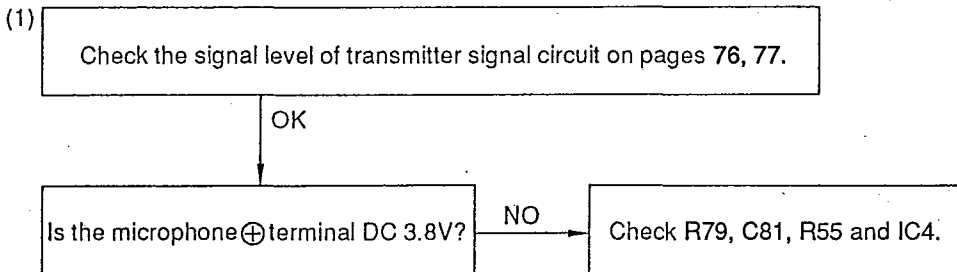 (1)
Check the signal level of transmitter signal circuit on pages 76, 77.
OK
Is the microphone ⊕ terminal DC 3.8V?
NO
Check R79, C81, R55 and IC4.